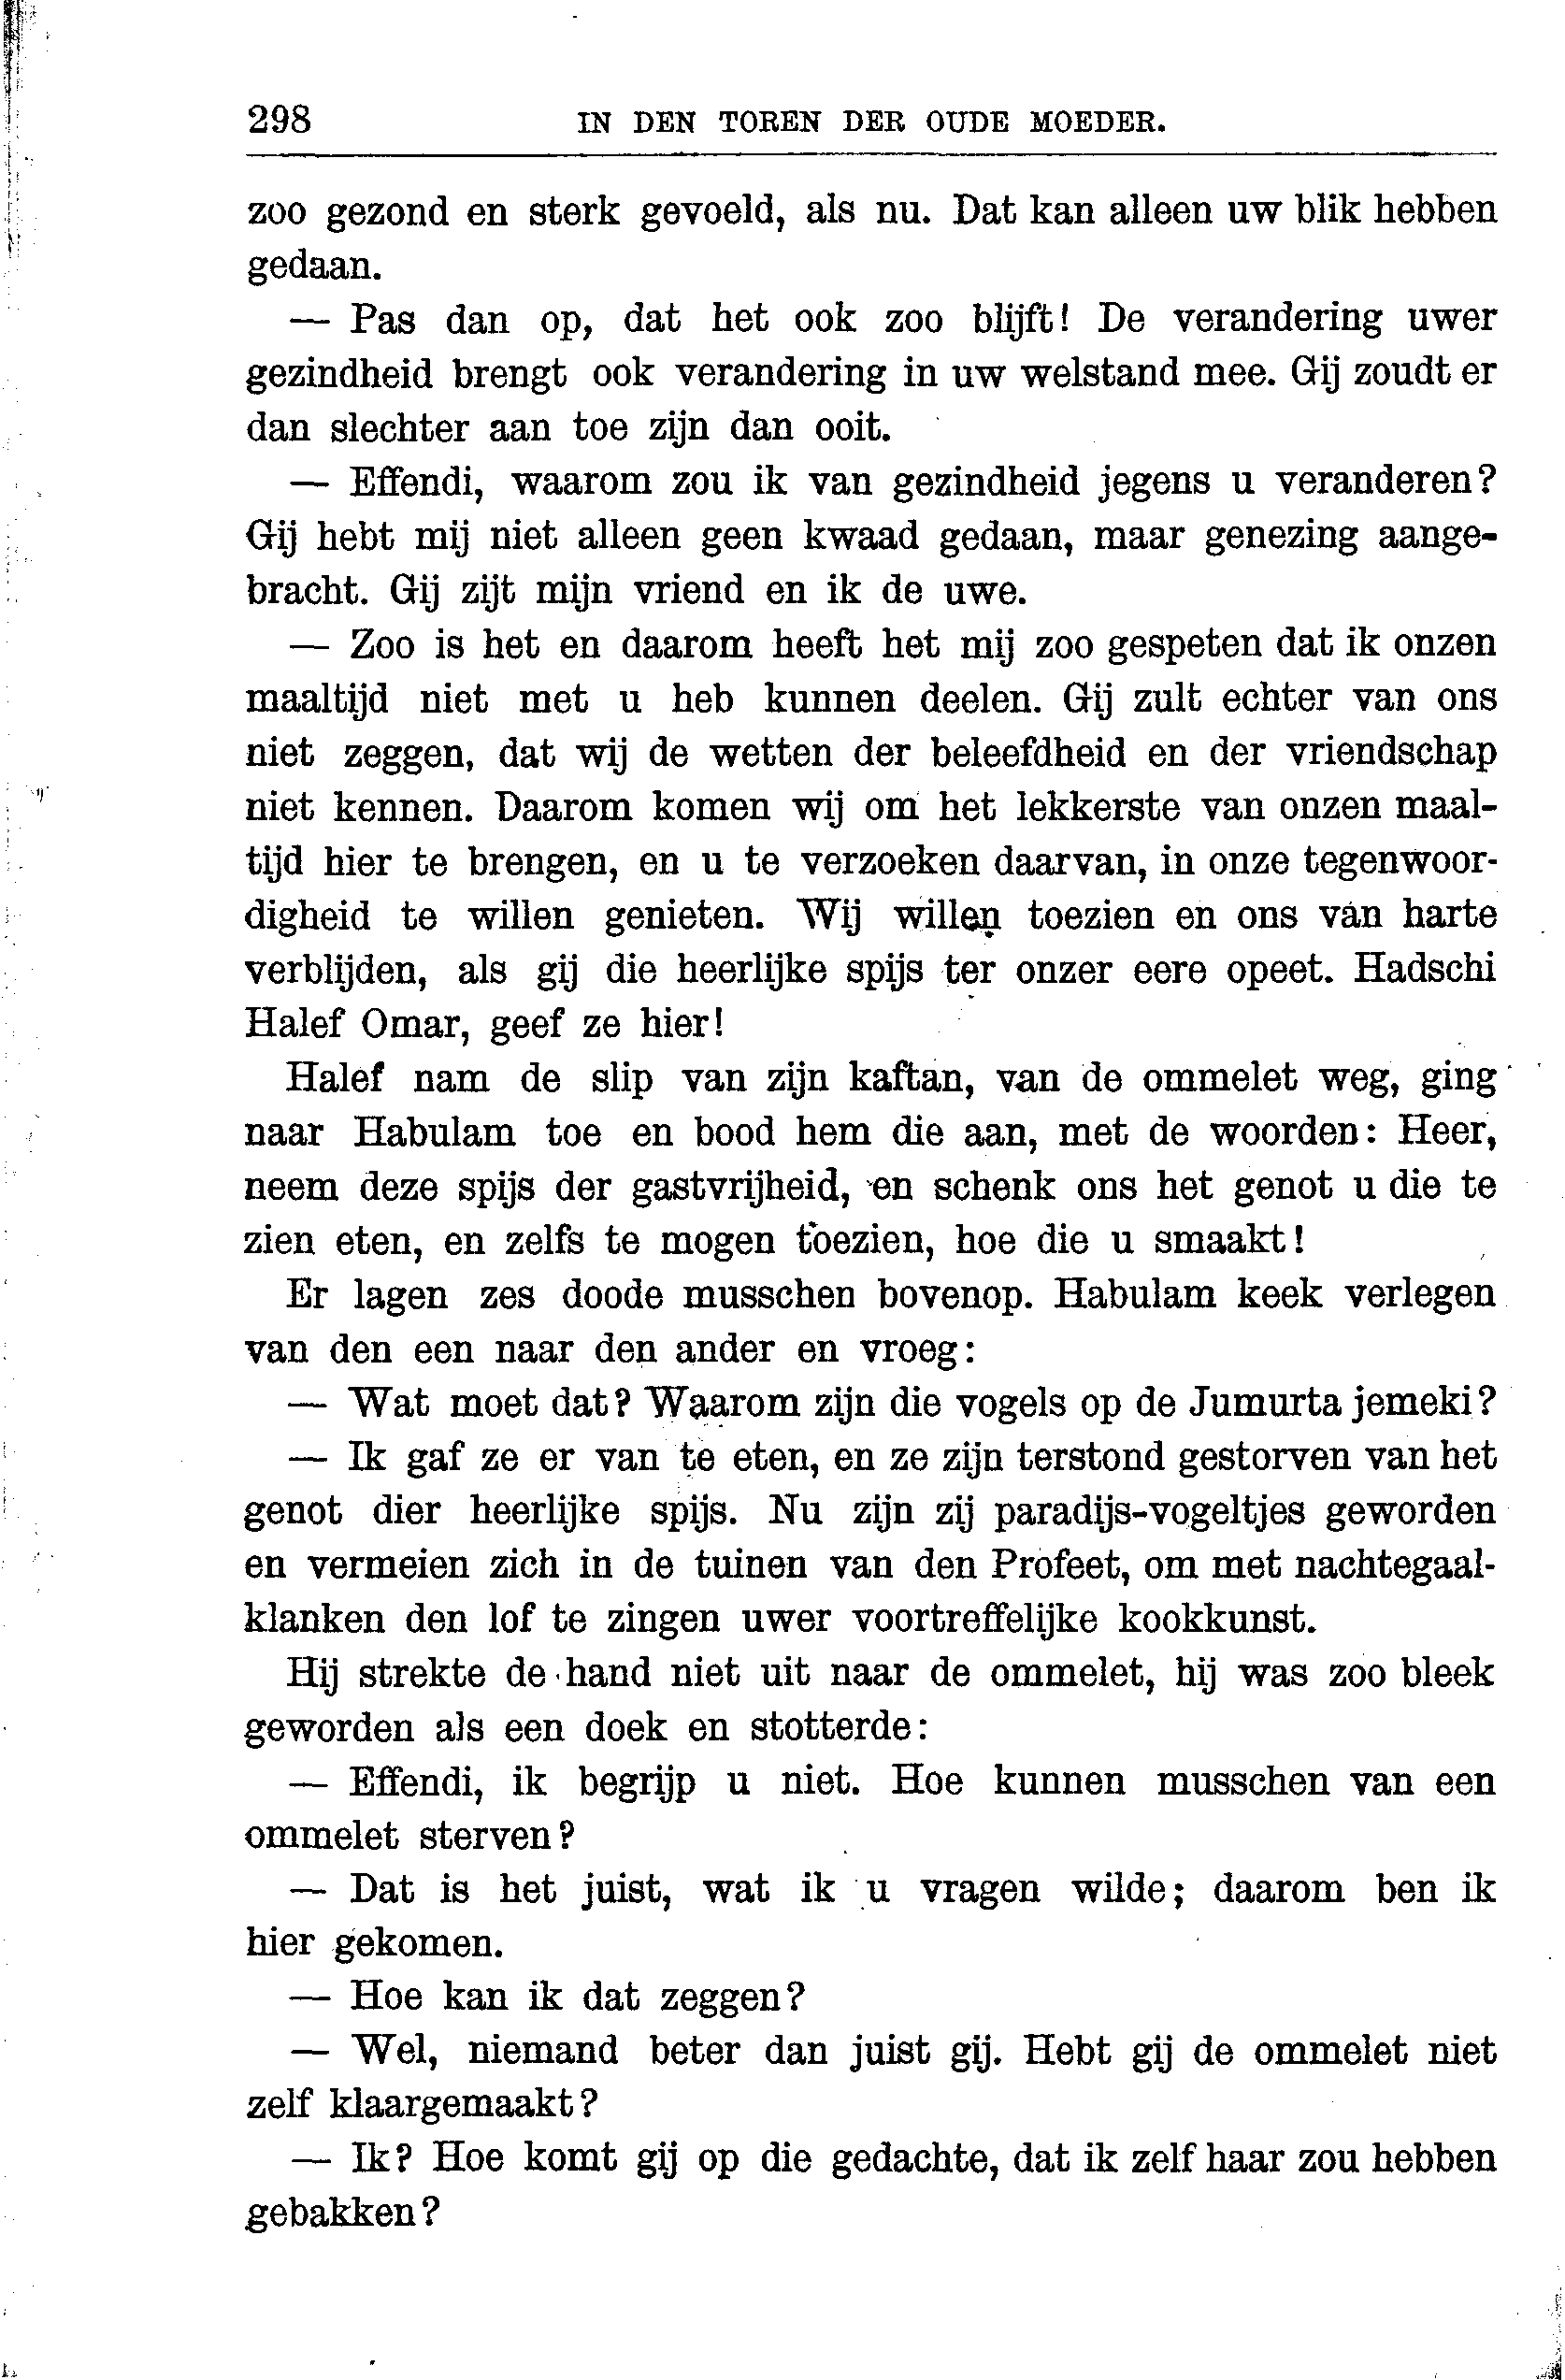 298 IN DEN TOREN DER OUDE MOEDER.
zoo gezond en sterk gevoeld, als nu. Dat kan alleen uw blik hebben
gedaan.
— Pas dan op, dat het ook zoo blijft! De verandering uwer
gezindheid brengt ook verandering in uw welstand mee. Gij zoudt er
dan slechter aan toe zijn dan ooit.
— Effendi, waarom zou ik van gezindheid jegens u veranderen?
Gij hebt mij niet alleen geen kwaad gedaan, maar genezing aange-
bracht. Gij zijt mijn vriend en ik de uwe.
— Zoo is het en daarom heeft het mij zoo gespeten dat ik onzen
maaltijd niet met u heb kunnen deelen. Gij zult echter van ons
niet zeggen, dat wij de wetten der beleefdheid en der vriendschap
niet kennen. Daarom komen wij om het lekkerste van onzen maal-
tijd hier te brengen, en u te verzoeken daarvan, in onze tegenwoor-
digheid te willen genieten. Wij willen toezien en ons van harte
verblijden, als gij die heerlijke spijs ter onzer eere opeet. Hadschi
Halef Omar, geef ze hier!
Halef nam de slip van zijn kaftan, van de ommelet weg, ging
naar Habulam toe en bood hem die aan, met de woorden: Heer,
neem deze spijs der gastvrijheid, en schenk ons het genot u die te
zien eten, en zelfs te mogen toezien, hoe die u smaakt!
Er lagen zes doode musschen bovenop. Habulam keek verlegen
van den een naar den ander en vroeg:
— Wat moet dat? Waarom zijn die vogels op de Jumurta jemeki?
— Ik gaf ze er van te eten, en ze zijn terstond gestorven van het
genot dier heerlijke spijs. Nu zijn zij paradijs-vogeltjes geworden
en vermeien zich in de tuinen van den Profeet, om met nachtegaal-
klanken den lof te zingen uwer voortreffelijke kookkunst.
Hij strekte de hand niet uit naar de ommelet, hij was zoo bleek
geworden als een doek en stotterde:
— Effendi, ik begrijp u niet. Hoe kunnen musschen van een
ommelet sterven?
— Dat is het juist, wat ik u vragen wilde; daarom ben ik
hier gekomen.
— Hoe kan ik dat zeggen?
— Wel, niemand beter dan juist gij. Hebt gij de ommelet niet
zelf klaargemaakt?
— Ik? Hoe komt gij op die gedachte, dat ik zelf haar zou hebben
gebakken?